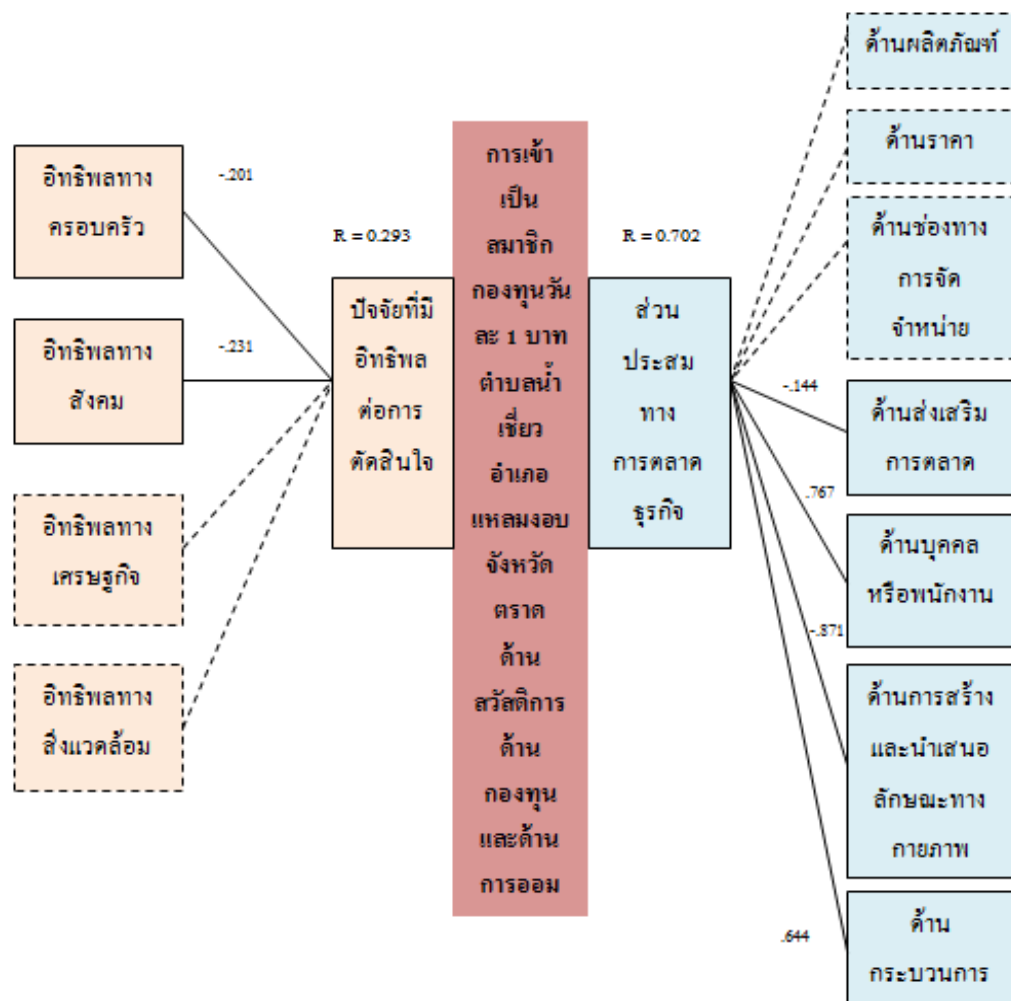 อิทธิพลทาง
ครอบครัว
-.201
อิทธิพลทาง
สังคม
-.231
อิทธิพลทาง
เศรษฐกิจ
อิทธิพลทาง
สิ่งแวดล้อม
R = 0.293
ปัจจัยที่มี
อิทธิพล
ต่อการ
ตัดสินใจ
การเข้า
เป็น
สมาชิก
กองทุนวัน
ละ 1 บาท
ตำบลน้ำ
เชี่ยว
อำเภอ
แหลมงอบ
จังหวัด
ตราด
ด้าน
สวัสดิการ
ด้าน
กองทุน
และด้าน
การออม
R = 0.702
ส่วน
ประสม
ทาง
การตลาด
ธุรกิจ
ด้านผลิตภัณฑ์
ด้านราคา
ด้านช่องทาง
การจัด
จำหน่าย
-.144
ด้านส่งเสริม
การตลาด
.767
ด้านบุคคล
หรือพนักงาน
-.871
ด้านการสร้าง
และนำเสนอ
ลักษณะทาง
กายภาพ
.644
ด้าน
กระบวนการ